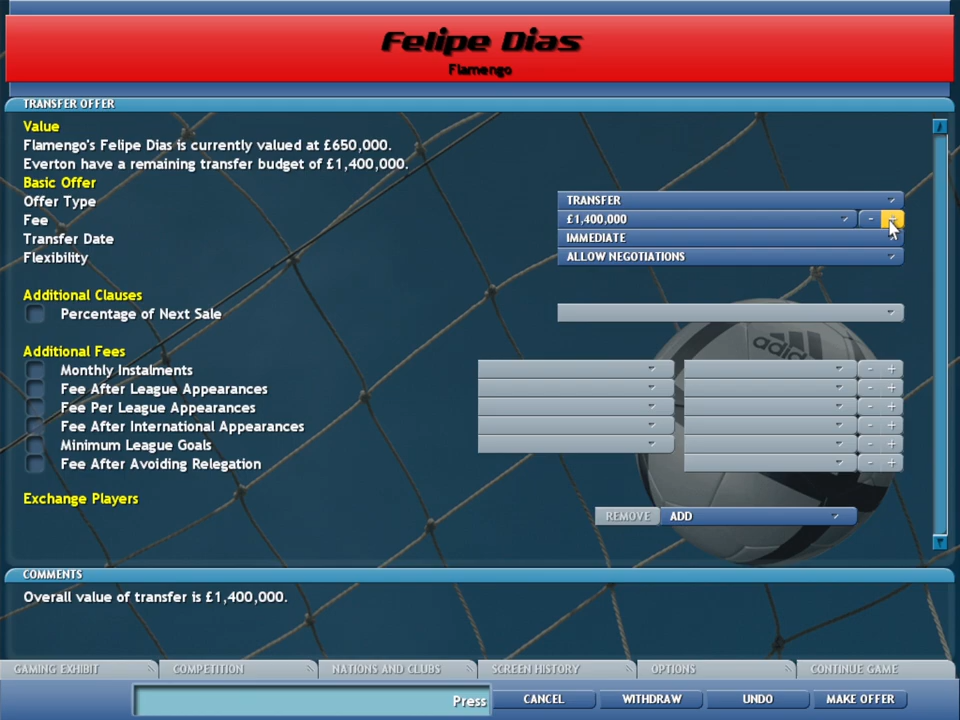 Felipe Dias
Flamengo
TRANSFER OFFER
Value
Flamengo's Felipe Dias is currently valued at £650,000.
Everton have a remaining transfer budget of £1,400,000.
Basic Offer
Offer Type TRANSFER
Fee £1,400,000 - +
Transfer Date IMMEDIATE
Flexibility ALLOW NEGOTIATIONS
Additional Clauses
Percentage of Next Sale
adidas
Additional Fees
Monthly Instalments - +
Fee After League Appearances - +
Fee Per League Appearances - +
Fee After International Appearances - +
Minimum League Goals - +
Fee After Avoiding Relegation - +
Exchange Players
REMOVE ADD
COMMENTS
Overall value of transfer is £1,400,000.
GAMING EXHIBIT COMPETITION NATIONS AND CLUBS SCREEN HISTORY OPTIONS CONTINUE GAME
Press CANCEL WITHDRAW UNDO MAKE OFFER